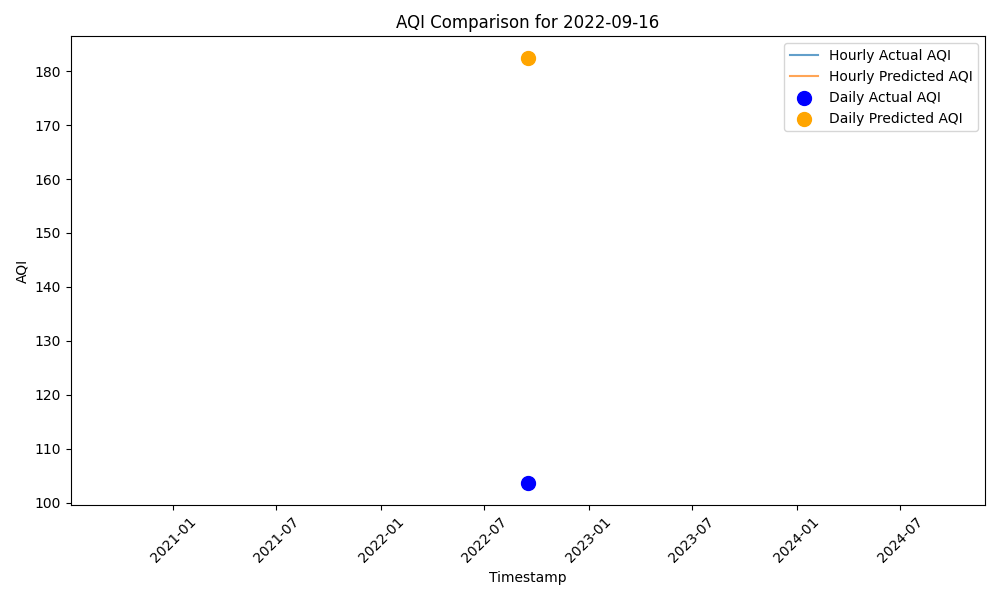 AQI Comparison for 2022-09-16
Hourly Actual AQI
Hourly Predicted AQI
Daily Actual AQI
Daily Predicted AQI
AQI
180
170
160
150
140
130
120
110
100
2021-01
2021-07
2022-01
2022-07
2023-01
2023-07
2024-01
2024-07
Timestamp